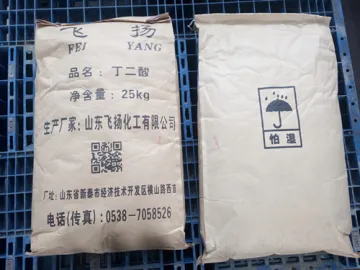 飞 扬
FEI YANG
品名：丁二酸
净含量：25kg
生产厂家：山东飞扬化工有限公司
厂址：山东省新泰市经济技术开发区横山路西首
电话(传真)：0538-7058526
怕湿